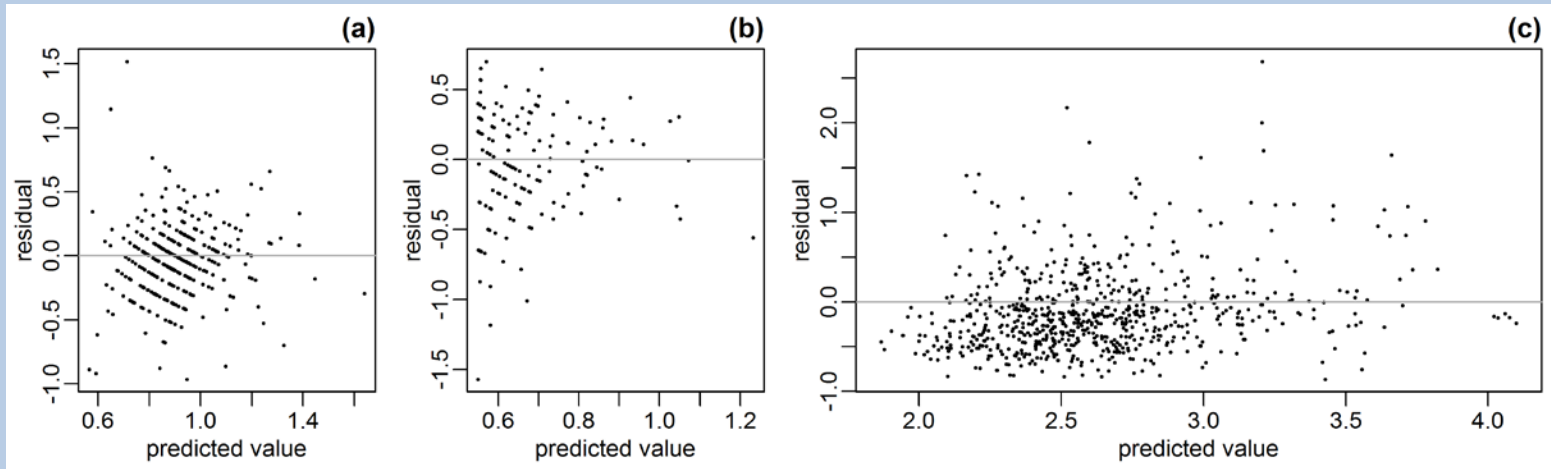 (a)
residual
1.5
1.0
0.5
0.0
-0.5
-1.0
0.6 1.0 1.4
predicted value
(b)
residual
0.5
0.0
-0.5
-1.0
-1.5
0.6 0.8 1.0 1.2
predicted value
(c)
residual
2.0
1.0
0.0
-1.0
2.0 2.5 3.0 3.5 4.0
predicted value